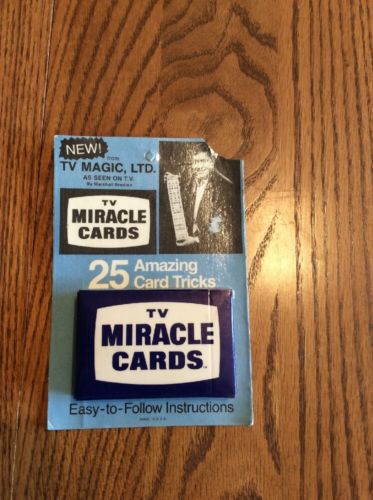 NEW!
from
TV MAGIC, LTD.
AS SEEN ON T.V.
By Marshall Brodien
TV
MIRACLE
CARDS
25 Amazing
Card Tricks
TV
MIRACLE
CARDS™
Easy-to-Follow Instructions